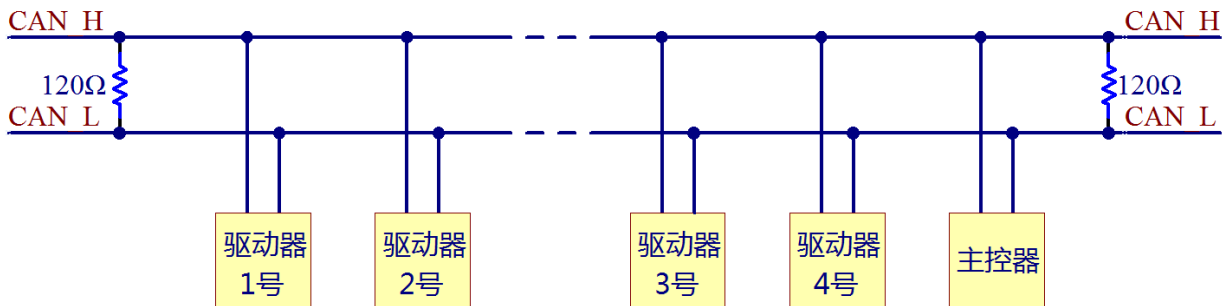 CAN H
CAN H
120Ω
120Ω
CAN L
CAN L
驱动器
1号
驱动器
2号
驱动器
3号
驱动器
4号
主控器